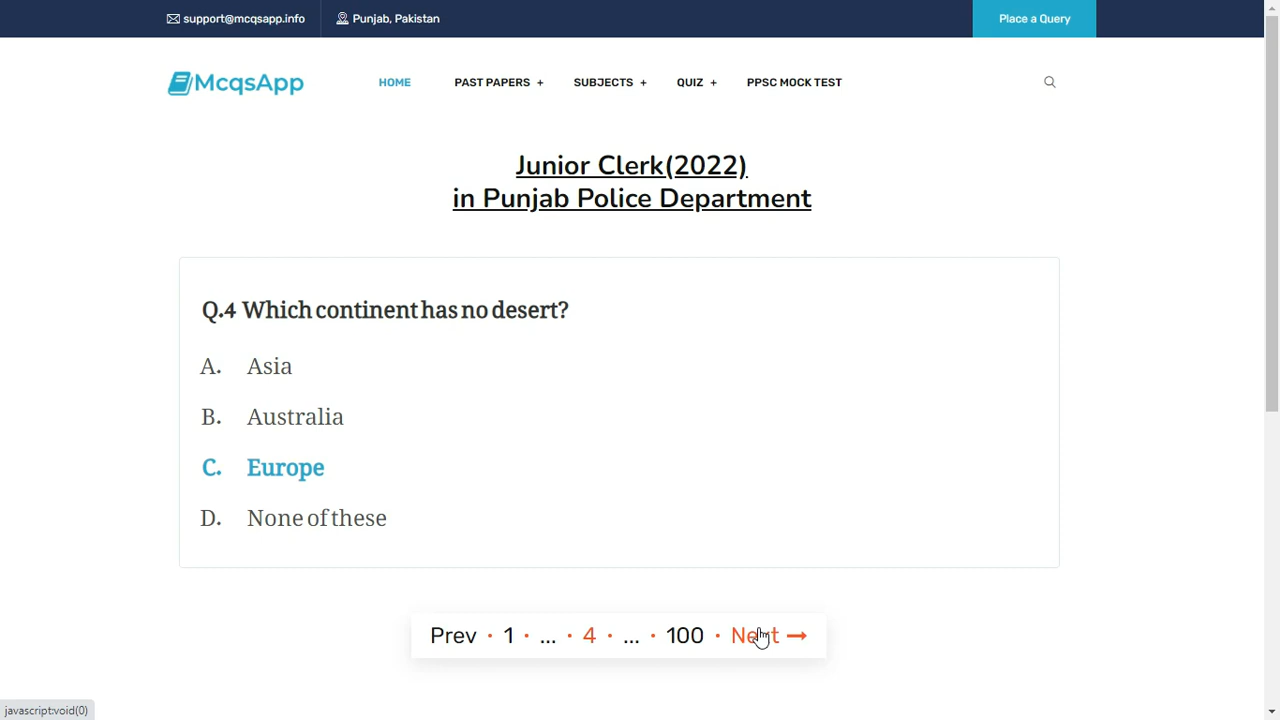 support@mcqsapp.info Punjab, Pakistan Place a Query
McqsApp HOME PAST PAPERS + SUBJECTS + QUIZ + PPSC MOCK TEST
Junior Clerk(2022)
in Punjab Police Department
Q.4 Which continent has no desert?
A. Asia
B. Australia
C. Europe
D. None of these
Prev · 1 · ... · 4 · ... · 100 · Next →
javascript:void(0)